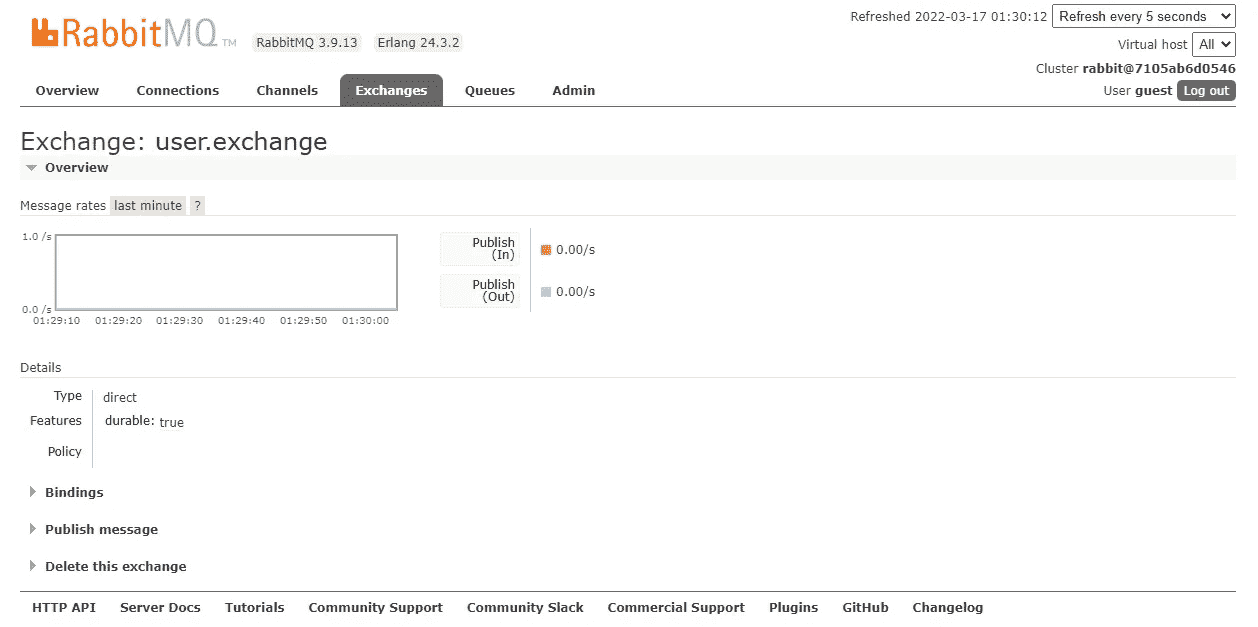 RabbitMQ TM RabbitMQ 3.9.13 Erlang 24.3.2
Refreshed 2022-03-17 01:30:12 Refresh every 5 seconds
Virtual host All
Cluster rabbit@7105ab6d0546
User guest Log out
Overview Connections Channels Exchanges Queues Admin
Exchange: user.exchange
Overview
Message rates last minute ?
1.0 /s
0.0 /s
01:29:10 01:29:20 01:29:30 01:29:40 01:29:50 01:30:00
Publish
(In)
0.00/s
Publish
(Out)
0.00/s
Details
Type direct
Features durable: true
Policy
Bindings
Publish message
Delete this exchange
HTTP API Server Docs Tutorials Community Support Community Slack Commercial Support Plugins GitHub Changelog